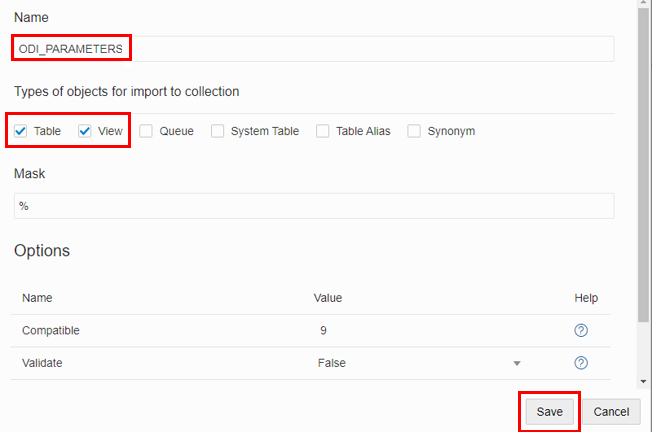 Name
ODI_PARAMETERS
Types of objects for import to collection
Table View Queue System Table Table Alias Synonym
Mask
%
Options
Name Value Help
Compatible 9 ?
Validate False ?
Save Cancel